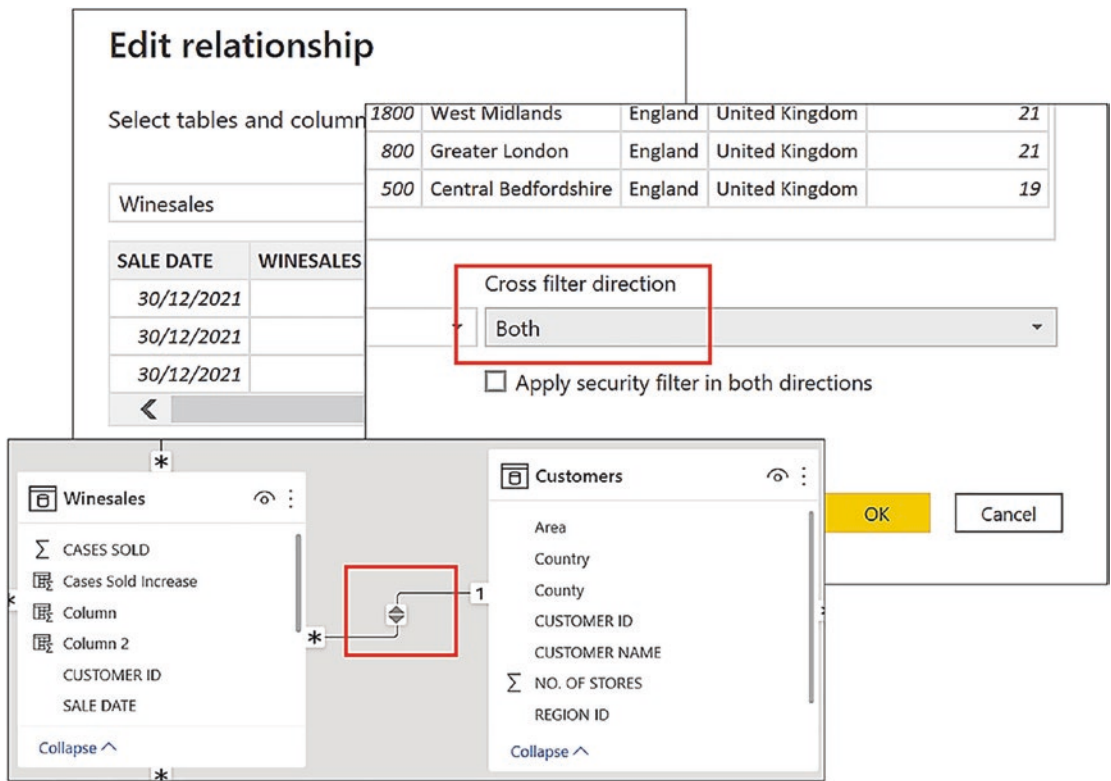 Edit relationship
Select tables and column
Winesales
SALE DATE WINESALES
30/12/2021
30/12/2021
30/12/2021
1800 West Midlands England United Kingdom 21
800 Greater London England United Kingdom 21
500 Central Bedfordshire England United Kingdom 19
Cross filter direction
Both
Apply security filter in both directions
OK Cancel
*
Winesales
CASES SOLD
Cases Sold Increase
Column
Column 2
CUSTOMER ID
SALE DATE
Collapse
*
* 1
Customers
Area
Country
County
CUSTOMER ID
CUSTOMER NAME
NO. OF STORES
REGION ID
Collapse